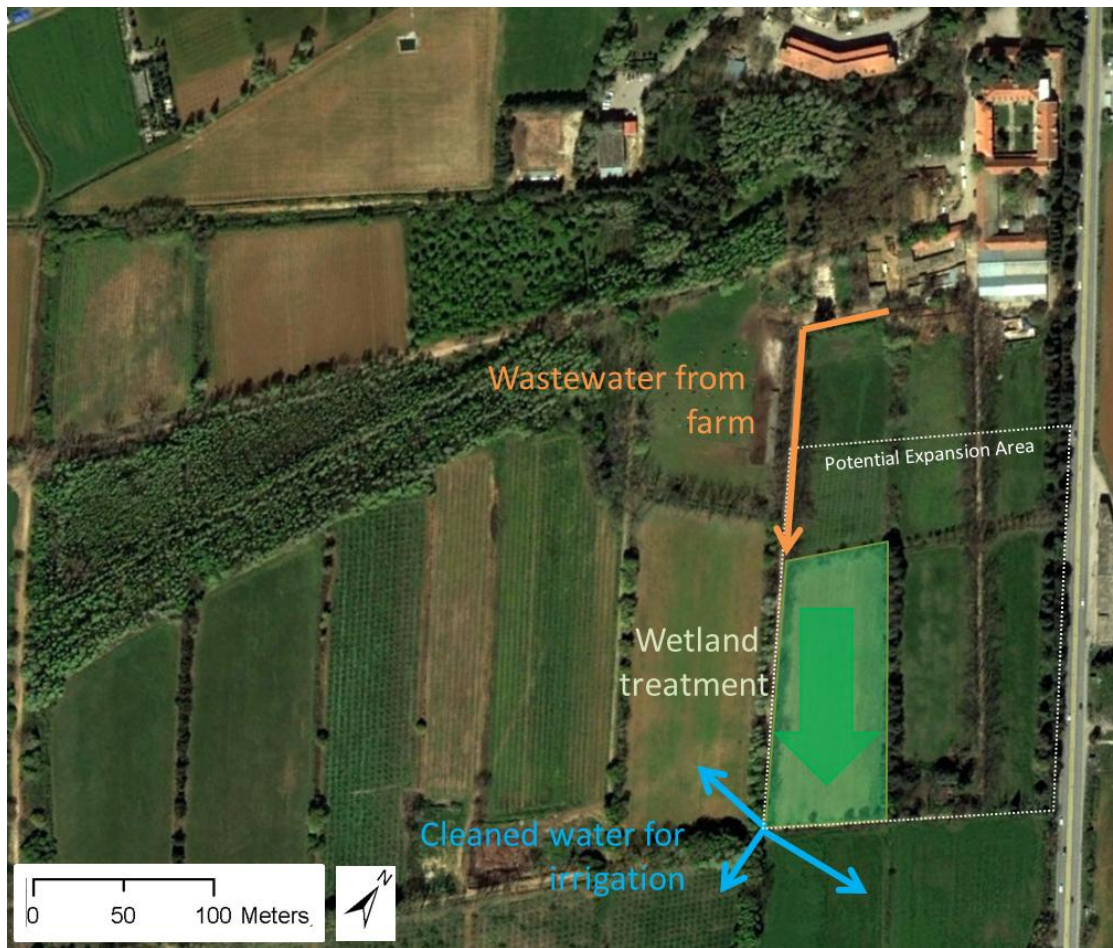 Wastewater from
farm
Potential Expansion Area
Wetland
treatment
Cleaned water for
irrigation
0 50 100 Meters
N